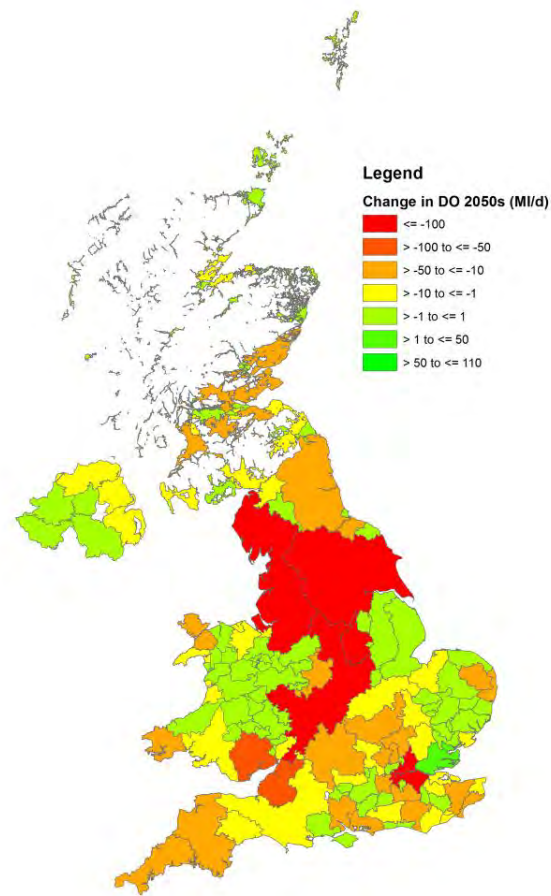 Legend
Change in DO 2050s (Ml/d)
<= -100
> -100 to <= -50
> -50 to <= -10
> -10 to <= -1
> -1 to <= 1
> 1 to <= 50
> 50 to <= 110